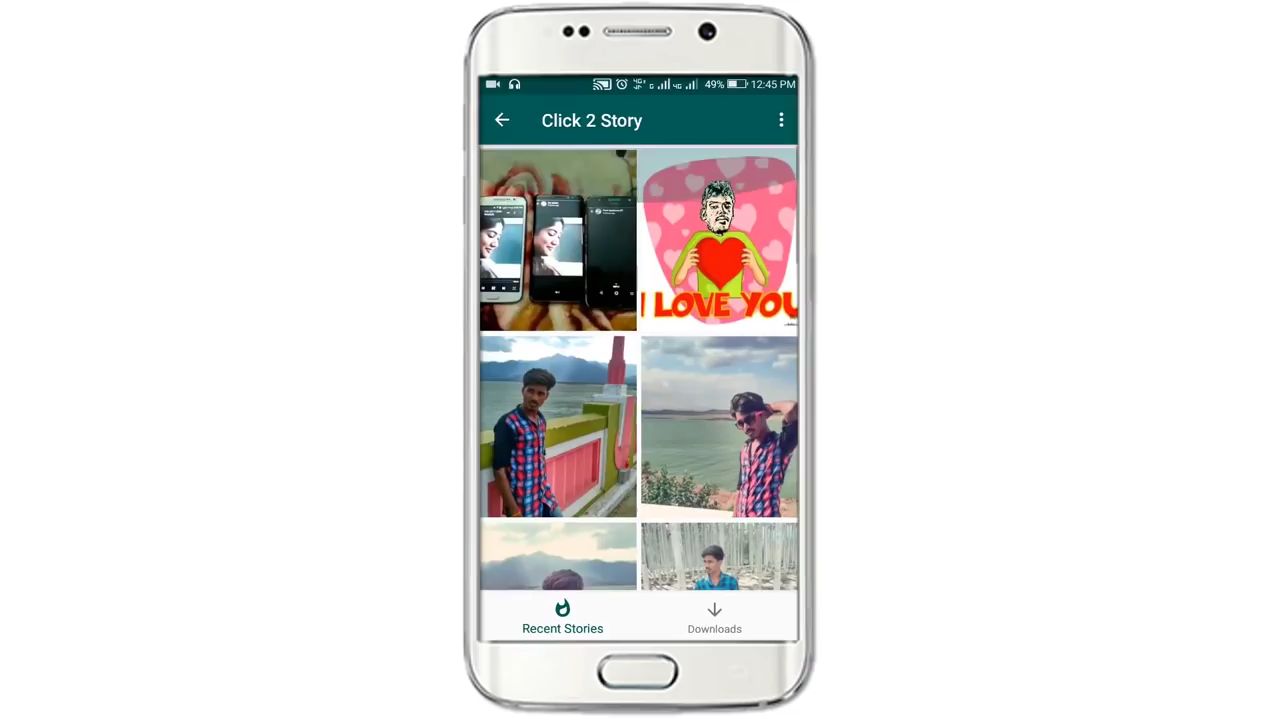 49% 12:45 PM
Click 2 Story
I LOVE YOU
Recent Stories
Downloads